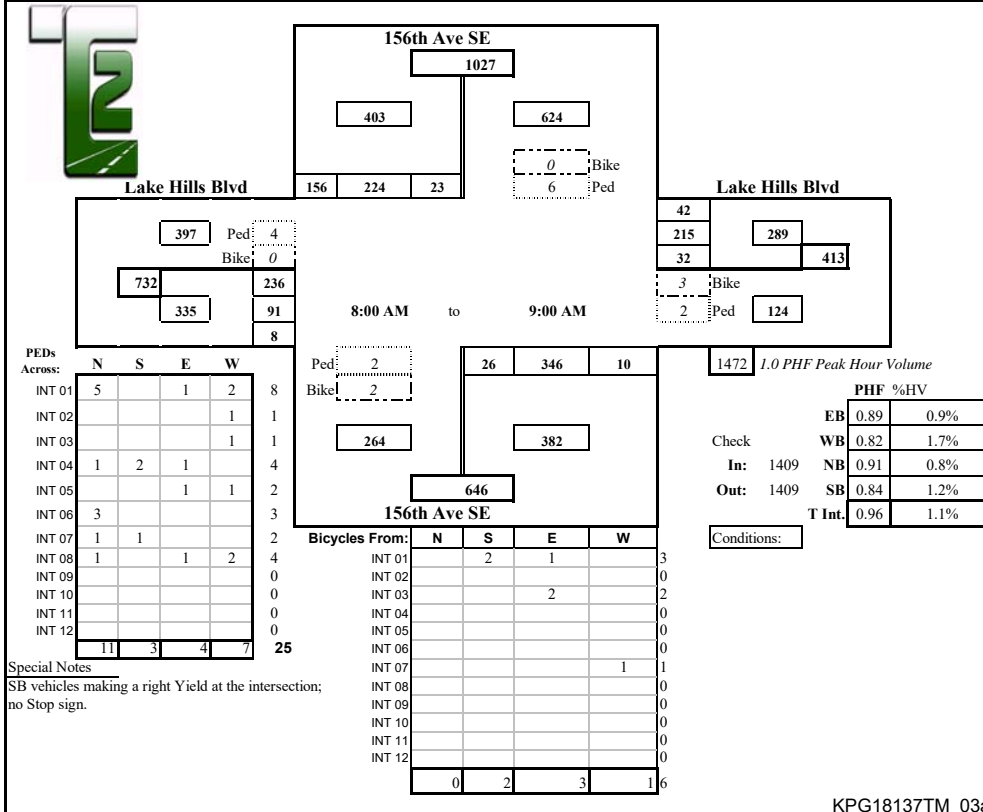 T2
156th Ave SE
1027
403 624
0 Bike
6 Ped
Lake Hills Blvd
156 224 23
Lake Hills Blvd
397 Ped 4
Bike 0
732 236
335 91
8
42
215 289
32 413
3 Bike
2 Ped 124
8:00 AM to 9:00 AM
Ped 2
Bike 2
26 346 10
264 382
646
156th Ave SE
1472 1.0 PHF Peak Hour Volume
PHF %HV
EB 0.89 0.9%
Check WB 0.82 1.7%
In: 1409 NB 0.91 0.8%
Out: 1409 SB 0.84 1.2%
T Int. 0.96 1.1%
Conditions:
PEDs
Across: N S E W
INT 01 5 1 2 8
INT 02 1 1
INT 03 1 1
INT 04 1 2 1 4
INT 05 1 1 2
INT 06 3 3
INT 07 1 1 2
INT 08 1 1 2 4
INT 09 0
INT 10 0
INT 11 0
INT 12 0
11 3 4 7 25
Special Notes
SB vehicles making a right Yield at the intersection;
no Stop sign.
Bicycles From: N S E W
INT 01 2 1 3
INT 02 0
INT 03 2 2
INT 04 0
INT 05 0
INT 06 0
INT 07 1 1
INT 08 0
INT 09 0
INT 10 0
INT 11 0
INT 12 0
0 2 3 1 6
KPG18137TM_03a